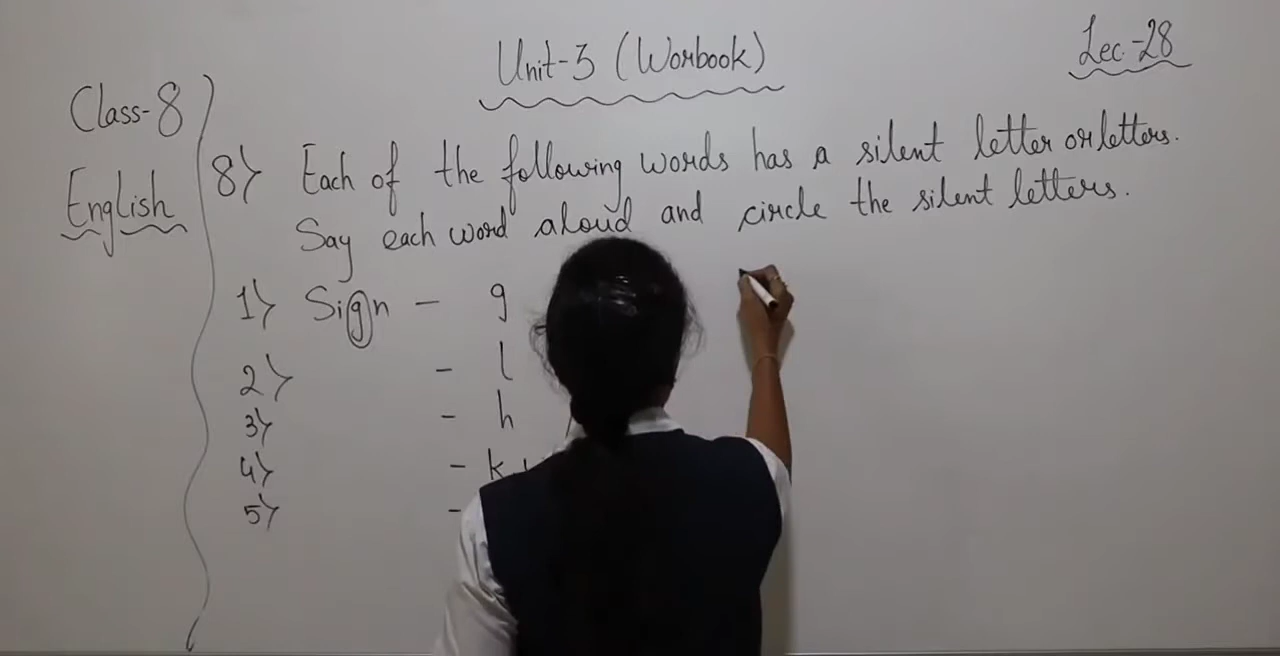 Unit-3 (Worbook)
Lec-28
Class-8
English
8) Each of the following words has a silent letter or letters.
Say each word aloud and circle the silent letters.
1) Sign - g
2) - l
3) - h
4) - k
5) -